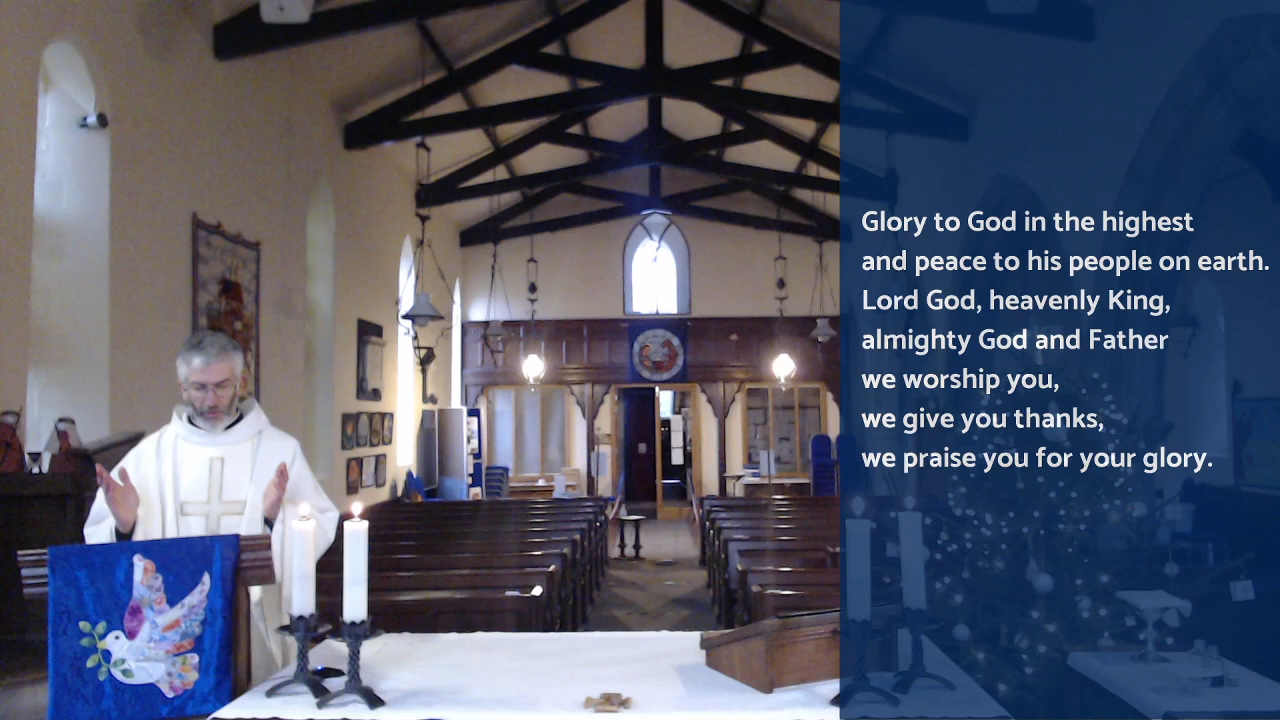 Glory to God in the highest
and peace to his people on earth.
Lord God, heavenly King,
almighty God and Father
we worship you,
we give you thanks,
we praise you for your glory.